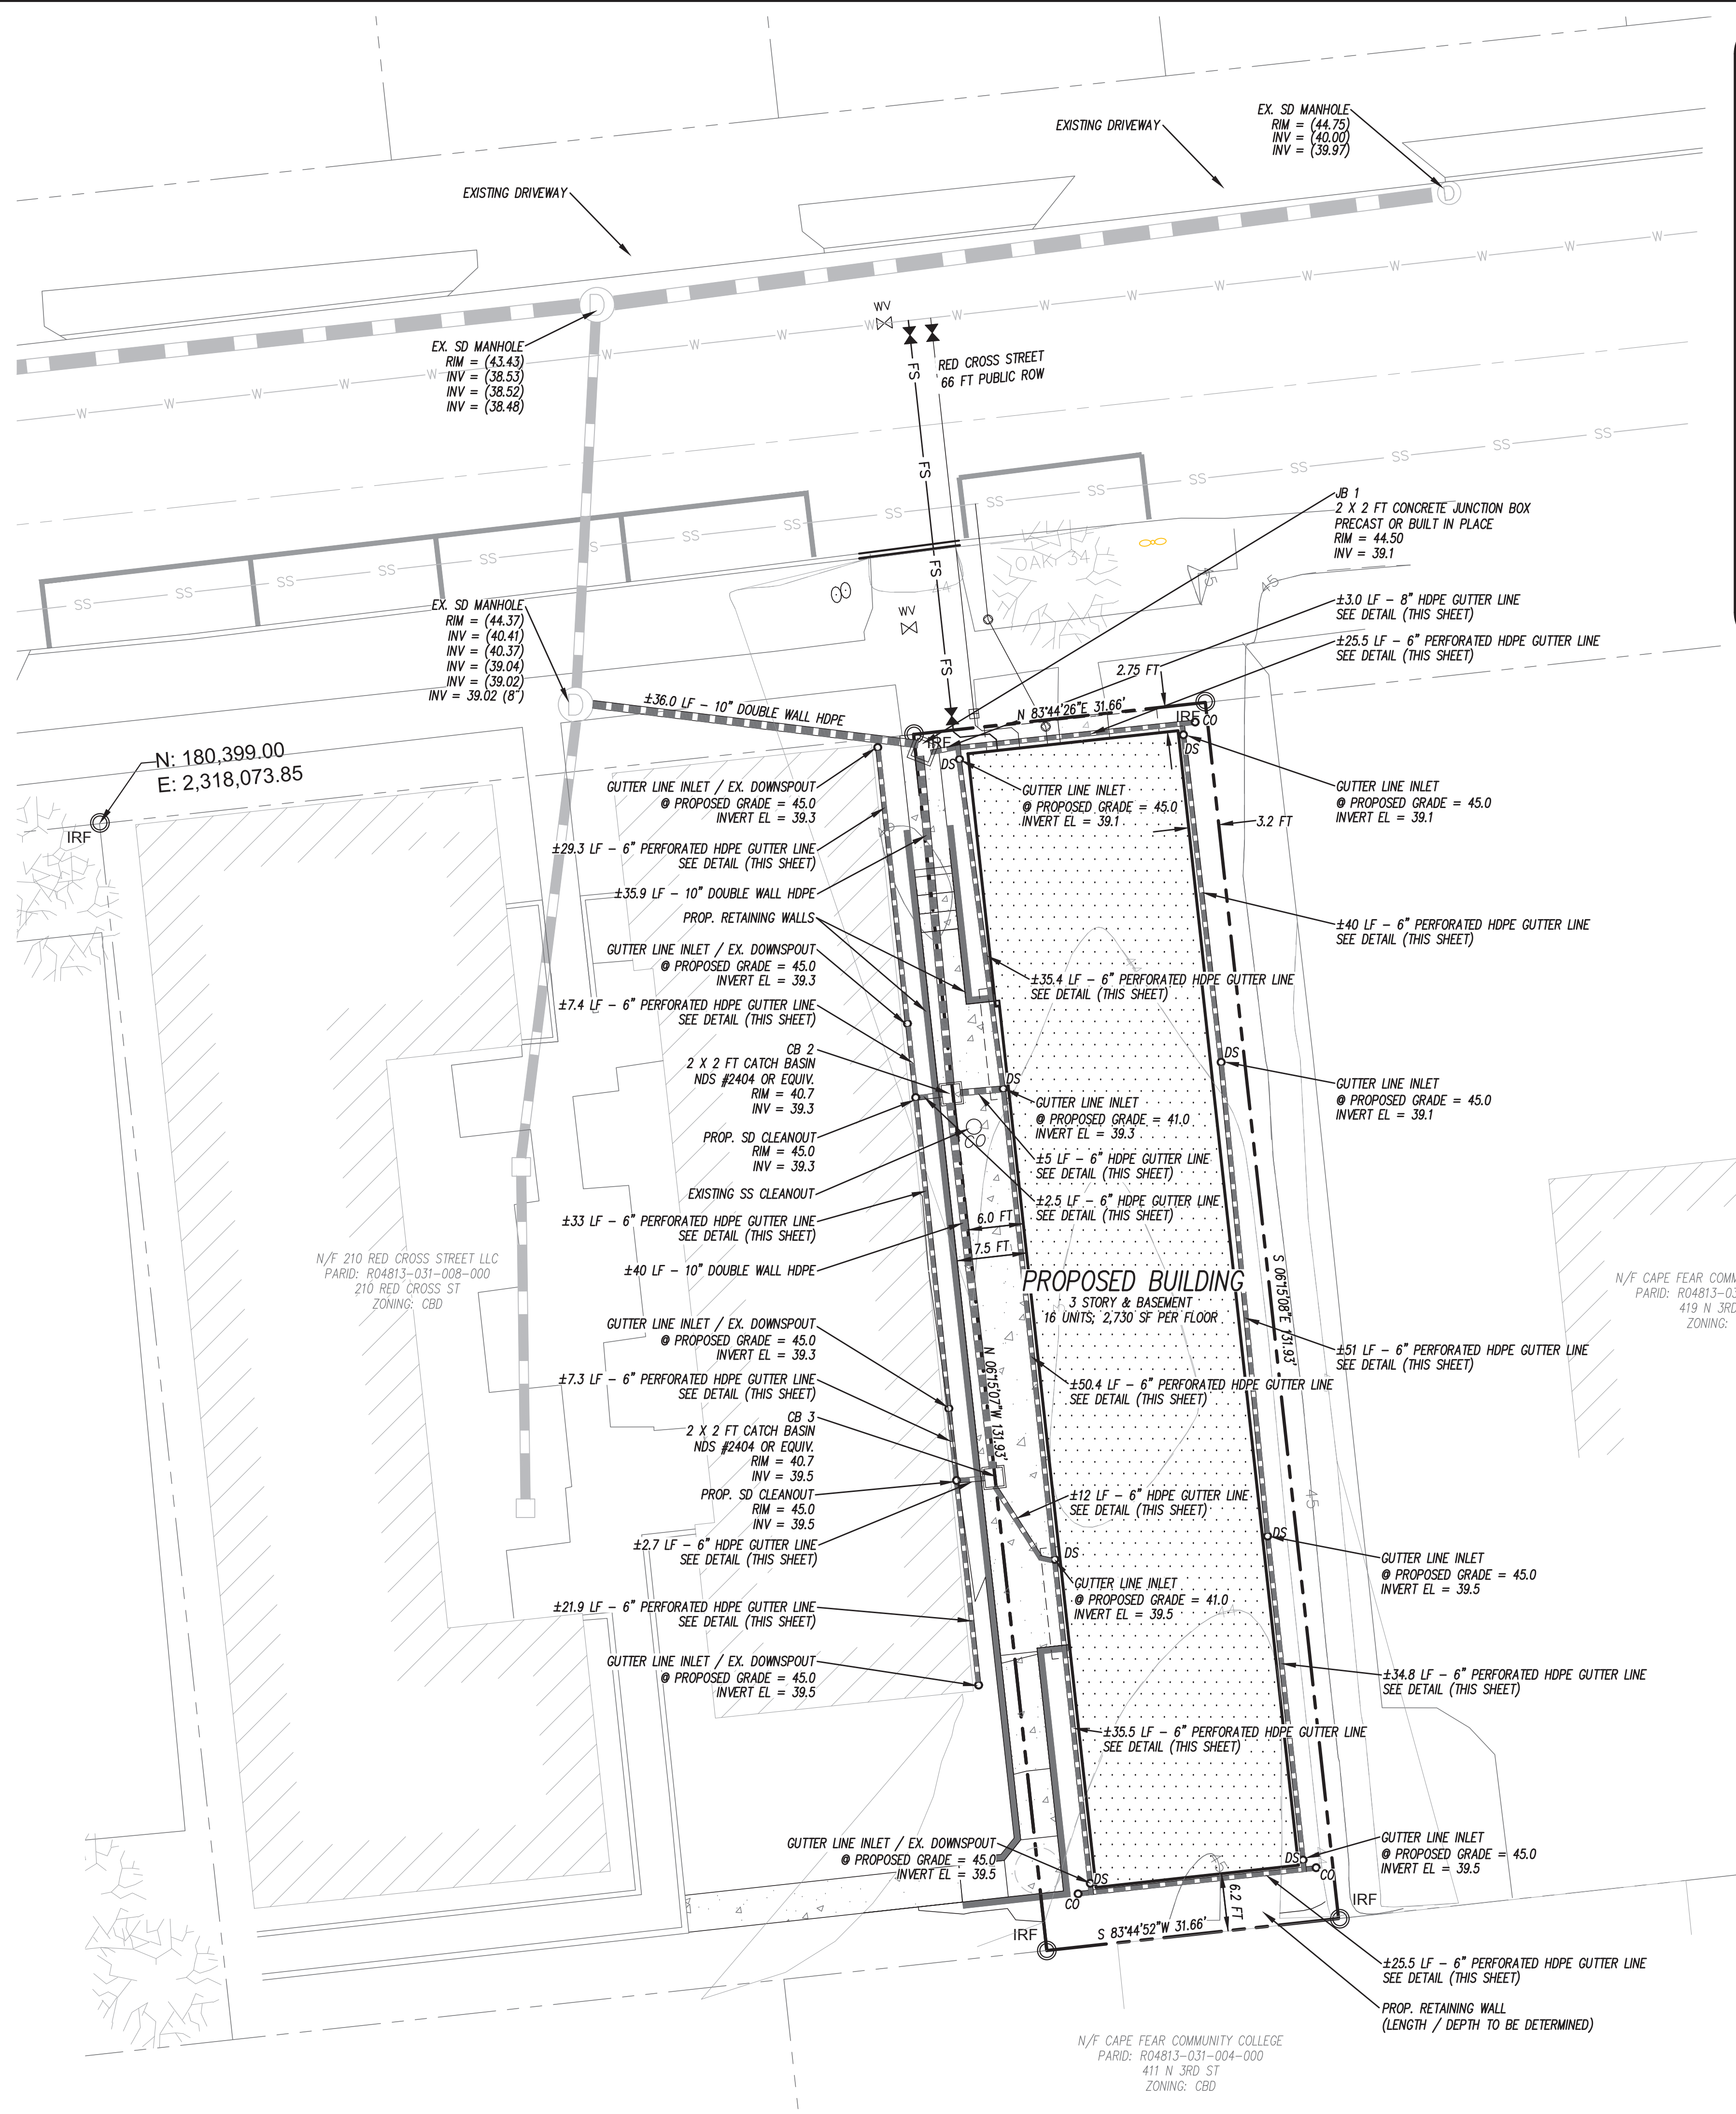 EX. SD MANHOLE
RIM = (44.75)
INV = (40.00)
INV = (39.97)
EXISTING DRIVEWAY
EXISTING DRIVEWAY
D
D
W W W W W W W W W W W W
WV
EX. SD MANHOLE
RIM = (43.43)
INV = (38.53)
INV = (38.52)
INV = (38.48)
RED CROSS STREET
66 FT PUBLIC ROW
FS
FS
FS
FS
SS SS SS SS SS SS SS SS SS SS SS
JB 1
2 X 2 FT CONCRETE JUNCTION BOX
PRECAST OR BUILT IN PLACE
RIM = 44.50
INV = 39.1
OAK/ 34
45
45
WV
±3.0 LF - 8" HDPE GUTTER LINE
SEE DETAIL (THIS SHEET)
±25.5 LF - 6" PERFORATED HDPE GUTTER LINE
SEE DETAIL (THIS SHEET)
EX. SD MANHOLE
RIM = (44.37)
INV = (40.41)
INV = (40.37)
INV = (39.04)
INV = (39.02)
INV = 39.02 (8")
D
2.75 FT
±36.0 LF - 10" DOUBLE WALL HDPE
N 83°44'26"E 31.66'
IRF
IRF
CO
DS
DS
N: 180,399.00
E: 2,318,073.85
IRF
GUTTER LINE INLET / EX. DOWNSPOUT
@ PROPOSED GRADE = 45.0
INVERT EL = 39.3
GUTTER LINE INLET
@ PROPOSED GRADE = 45.0
INVERT EL = 39.1
GUTTER LINE INLET
@ PROPOSED GRADE = 45.0
INVERT EL = 39.1
3.2 FT
±29.3 LF - 6" PERFORATED HDPE GUTTER LINE
SEE DETAIL (THIS SHEET)
±35.9 LF - 10" DOUBLE WALL HDPE
PROP. RETAINING WALLS
±40 LF - 6" PERFORATED HDPE GUTTER LINE
SEE DETAIL (THIS SHEET)
GUTTER LINE INLET / EX. DOWNSPOUT
@ PROPOSED GRADE = 45.0
INVERT EL = 39.3
±35.4 LF - 6" PERFORATED HDPE GUTTER LINE
SEE DETAIL (THIS SHEET)
±7.4 LF - 6" PERFORATED HDPE GUTTER LINE
SEE DETAIL (THIS SHEET)
CB 2
2 X 2 FT CATCH BASIN
NDS #2404 OR EQUIV.
RIM = 40.7
INV = 39.3
DS
DS
GUTTER LINE INLET
@ PROPOSED GRADE = 41.0
INVERT EL = 39.3
GUTTER LINE INLET
@ PROPOSED GRADE = 45.0
INVERT EL = 39.1
CO
PROP. SD CLEANOUT
RIM = 45.0
INV = 39.3
±5 LF - 6" HDPE GUTTER LINE
SEE DETAIL (THIS SHEET)
EXISTING SS CLEANOUT
±2.5 LF - 6" HDPE GUTTER LINE
SEE DETAIL (THIS SHEET)
±33 LF - 6" PERFORATED HDPE GUTTER LINE
SEE DETAIL (THIS SHEET)
6.0 FT
7.5 FT
±40 LF - 10" DOUBLE WALL HDPE
N/F 210 RED CROSS STREET LLC
PARID: R04813-031-008-000
210 RED CROSS ST
ZONING: CBD
PROPOSED BUILDING
3 STORY & BASEMENT
16 UNITS; 2,730 SF PER FLOOR
S 06°15'08"E 131.93'
N/F CAPE FEAR COMM
PARID: R04813-03
419 N 3RD
ZONING:
GUTTER LINE INLET / EX. DOWNSPOUT
@ PROPOSED GRADE = 45.0
INVERT EL = 39.3
N 06°15'07"W 131.93'
±51 LF - 6" PERFORATED HDPE GUTTER LINE
SEE DETAIL (THIS SHEET)
±7.3 LF - 6" PERFORATED HDPE GUTTER LINE
SEE DETAIL (THIS SHEET)
±50.4 LF - 6" PERFORATED HDPE GUTTER LINE
SEE DETAIL (THIS SHEET)
CB 3
2 X 2 FT CATCH BASIN
NDS #2404 OR EQUIV.
RIM = 40.7
INV = 39.5
PROP. SD CLEANOUT
RIM = 45.0
INV = 39.5
±12 LF - 6" HDPE GUTTER LINE
SEE DETAIL (THIS SHEET)
45
DS
±2.7 LF - 6" HDPE GUTTER LINE
SEE DETAIL (THIS SHEET)
DS
GUTTER LINE INLET
@ PROPOSED GRADE = 41.0
INVERT EL = 39.5
GUTTER LINE INLET
@ PROPOSED GRADE = 45.0
INVERT EL = 39.5
±21.9 LF - 6" PERFORATED HDPE GUTTER LINE
SEE DETAIL (THIS SHEET)
44
GUTTER LINE INLET / EX. DOWNSPOUT
@ PROPOSED GRADE = 45.0
INVERT EL = 39.5
±34.8 LF - 6" PERFORATED HDPE GUTTER LINE
SEE DETAIL (THIS SHEET)
±35.5 LF - 6" PERFORATED HDPE GUTTER LINE
SEE DETAIL (THIS SHEET)
GUTTER LINE INLET / EX. DOWNSPOUT
@ PROPOSED GRADE = 45.0
INVERT EL = 39.5
DS
CO
45
DS
CO
GUTTER LINE INLET
@ PROPOSED GRADE = 45.0
INVERT EL = 39.5
6.2 FT
IRF
IRF
S 83°44'52"W 31.66'
±25.5 LF - 6" PERFORATED HDPE GUTTER LINE
SEE DETAIL (THIS SHEET)
PROP. RETAINING WALL
(LENGTH / DEPTH TO BE DETERMINED)
N/F CAPE FEAR COMMUNITY COLLEGE
PARID: R04813-031-004-000
411 N 3RD ST
ZONING: CBD